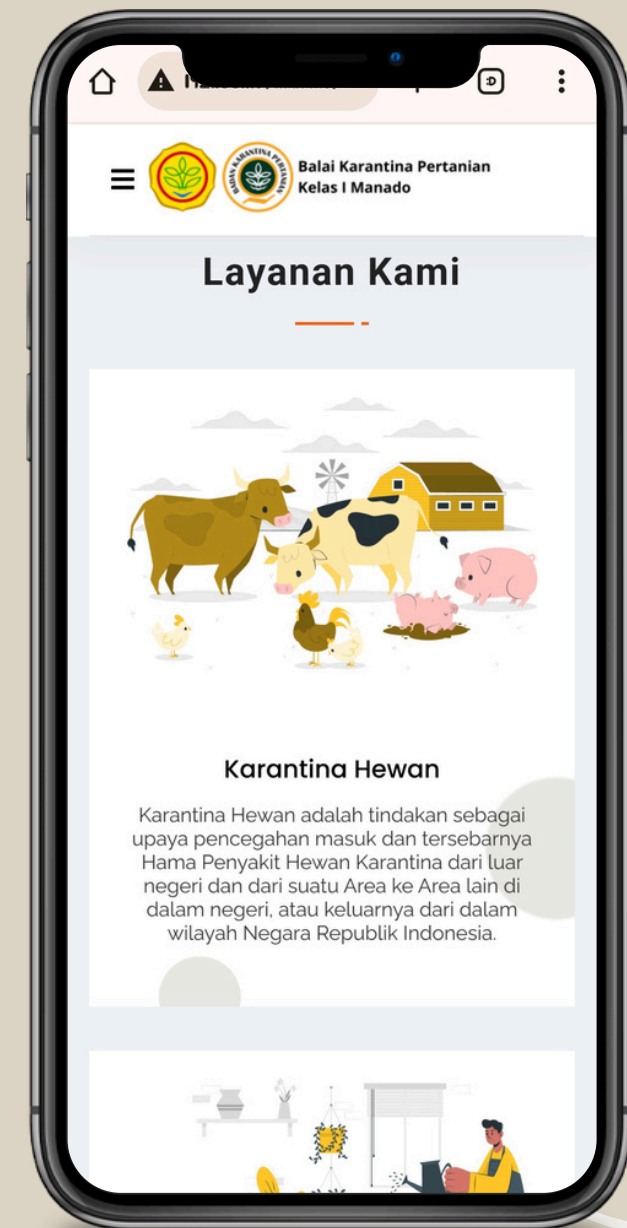 Balai Karantina Pertanian
Kelas I Manado
Layanan Kami
Karantina Hewan
Karantina Hewan adalah tindakan sebagai
upaya pencegahan masuk dan tersebarnya
Hama Penyakit Hewan Karantina dari luar
negeri dan dari suatu Area ke Area lain di
dalam negeri, atau keluarnya dari dalam
wilayah Negara Republik Indonesia.